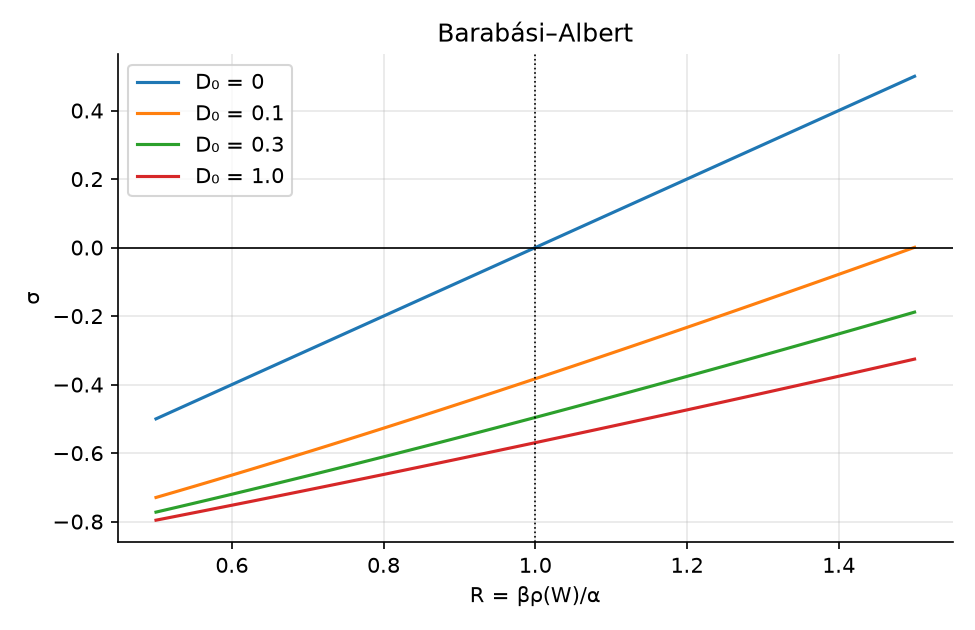 Barabási–Albert
D₀ = 0
D₀ = 0.1
D₀ = 0.3
D₀ = 1.0
0.4
0.2
0.0
−0.2
−0.4
−0.6
−0.8
σ
0.6 0.8 1.0 1.2 1.4
R = βρ(W)/α